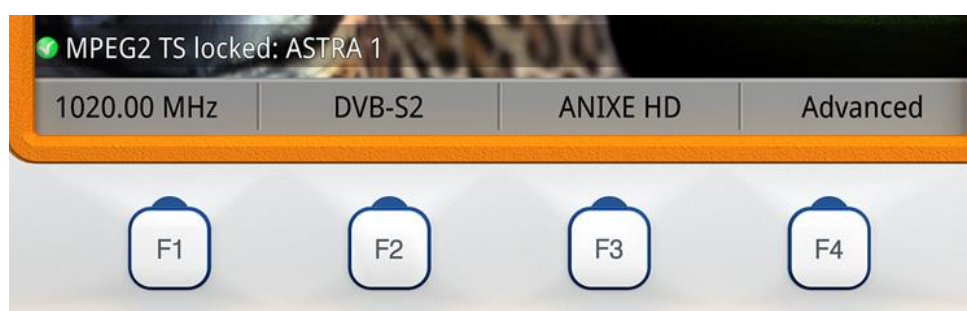 MPEG2 TS locked: ASTRA 1
1020.00 MHz DVB-S2 ANIXE HD Advanced
F1 F2 F3 F4